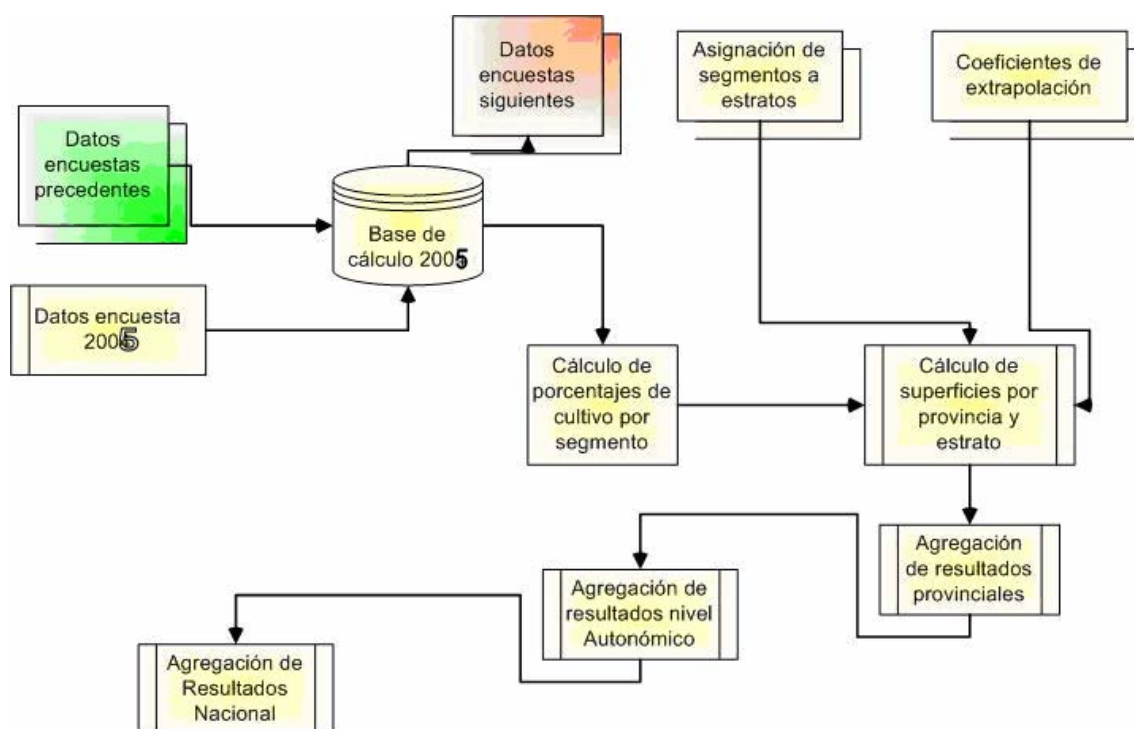 Datos
encuestas
siguientes
Asignación de
segmentos a
estratos
Coeficientes de
extrapolación
Datos
encuestas
precedentes
Base de
cálculo 2005
Datos encuesta
2005
Cálculo de
porcentajes de
cultivo por
segmento
Cálculo de
superficies por
provincia y
estrato
Agregación
de resultados
provinciales
Agregación de
resultados nivel
Autonómico
Agregación de
Resultados
Nacional